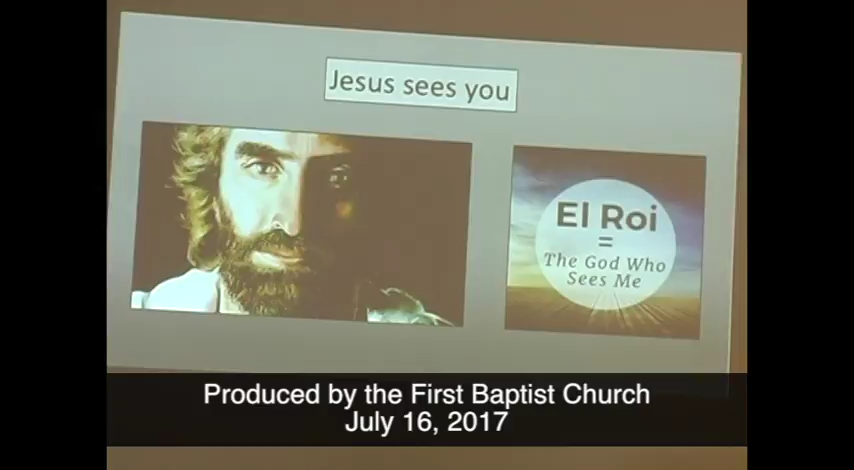 Jesus sees you
El Roi
=
The God Who
Sees Me
Produced by the First Baptist Church
July 16, 2017